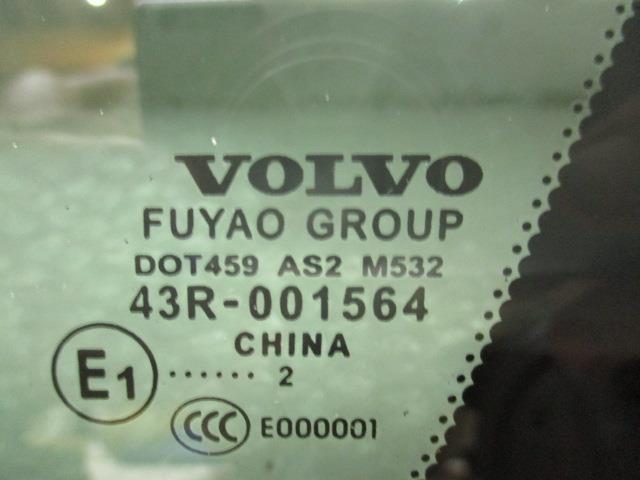 VOLVO
FUYAO GROUP
DOT459 AS2 M532
43R-001564
CHINA
E1 ...... 2
CCC E000001